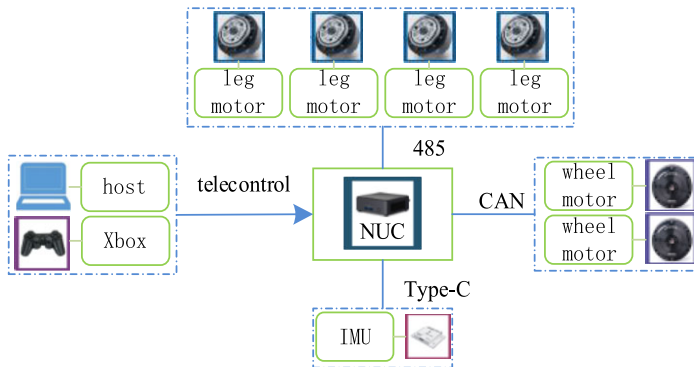 leg
motor
leg
motor
leg
motor
leg
motor
485
host
Xbox
telecontrol
NUC
CAN
wheel
motor
wheel
motor
Type-C
IMU